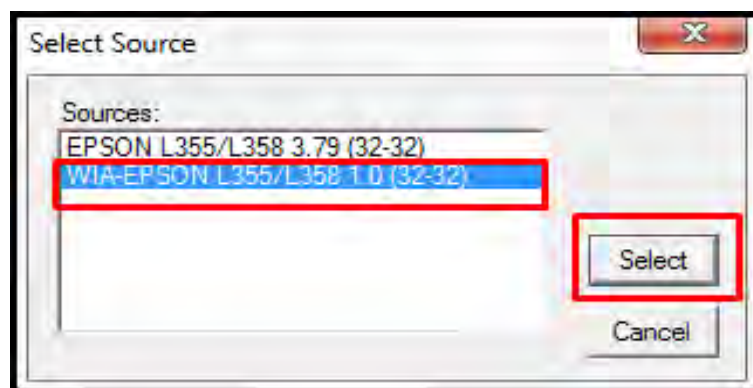 Select Source
Sources:
EPSON L355/L358 3.79 (32-32)
WIA-EPSON L355/L358 1.0 (32-32)
Select
Cancel